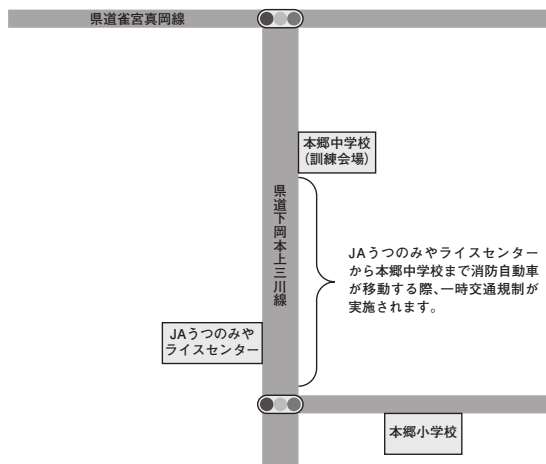 県道雀宮真岡線
本郷中学校
(訓練会場)
県道下岡本上三川線
JAうつのみやライスセンター
から本郷中学校まで消防自動車
が移動する際、一時交通規制が
実施されます。
JAうつのみや
ライスセンター
本郷小学校